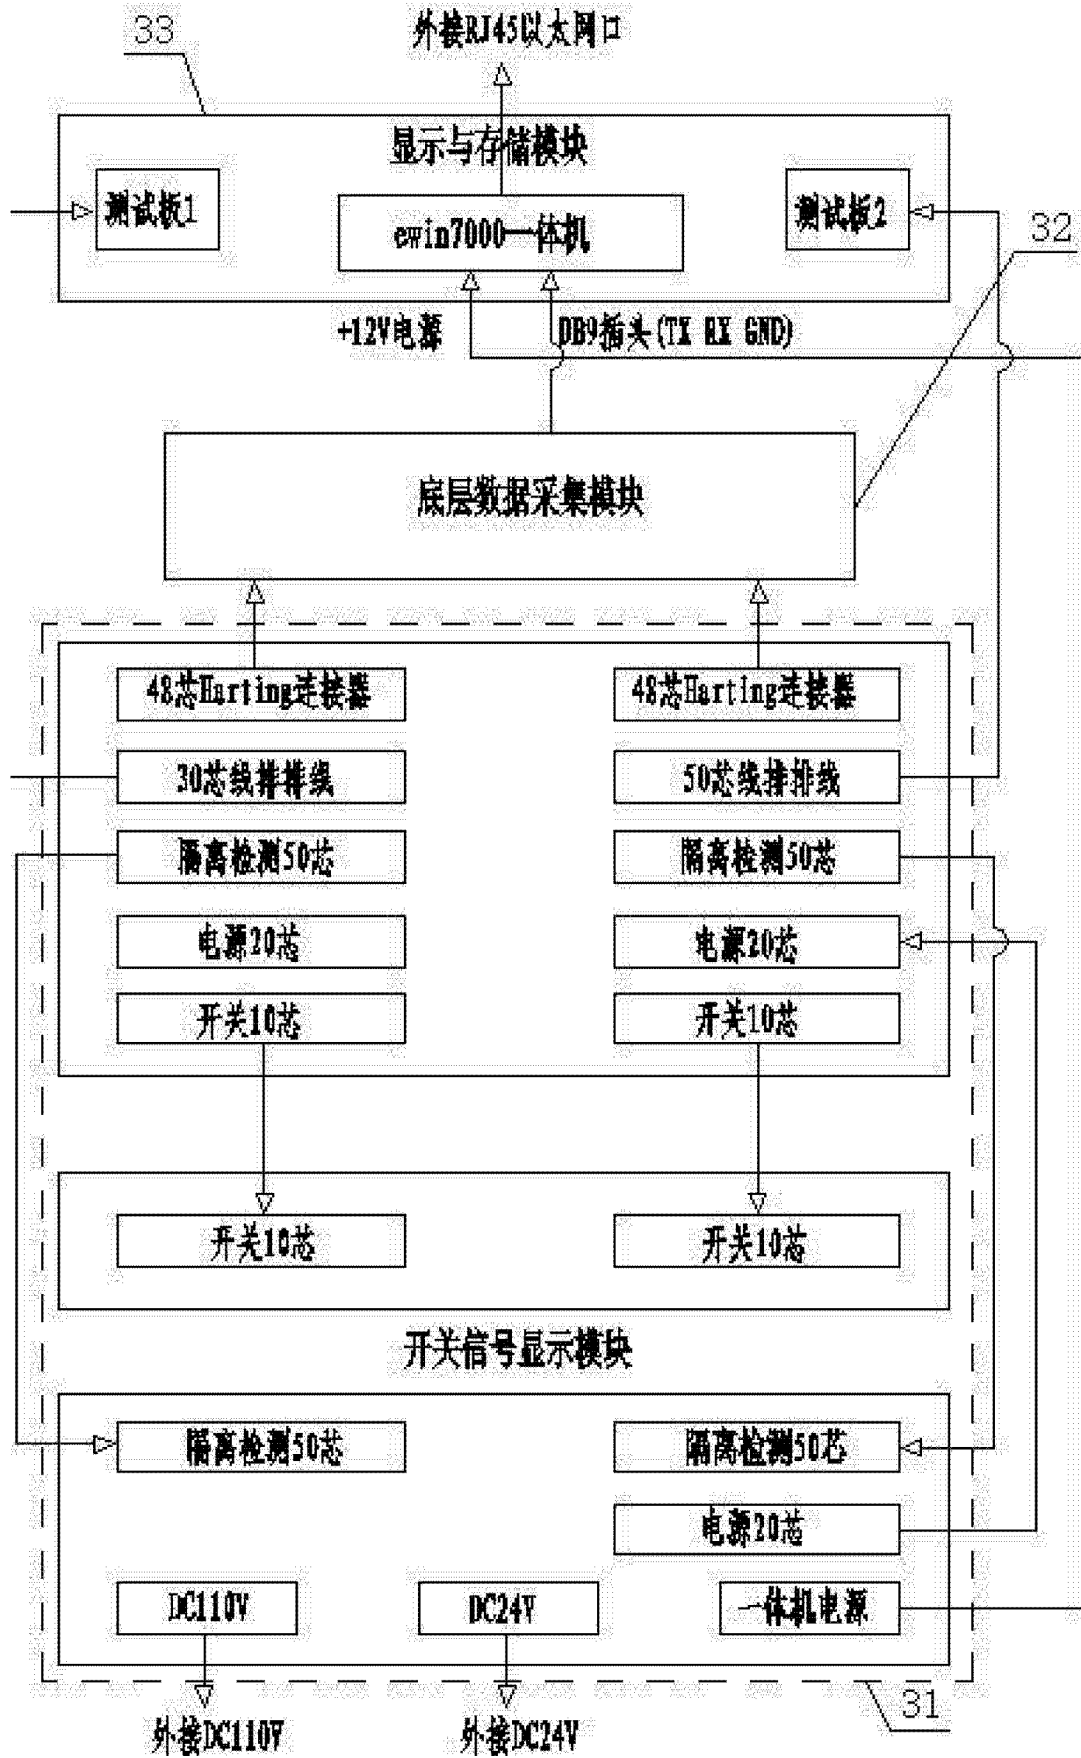 33
外接RJ45以太网口
显示与存储模块
测试板1
ewin7000一体机
测试板2
32
+12V电源
DB9插头(TX RX GND)
底层数据采集模块
48芯Harting连接器
48芯Harting连接器
30芯线排排线
50芯线排排线
隔离检测50芯
隔离检测50芯
电源20芯
电源20芯
开关10芯
开关10芯
开关10芯
开关10芯
开关信号显示模块
隔离检测50芯
隔离检测50芯
电源20芯
DC110V
DC24V
一体机电源
31
外接DC110V
外接DC24V